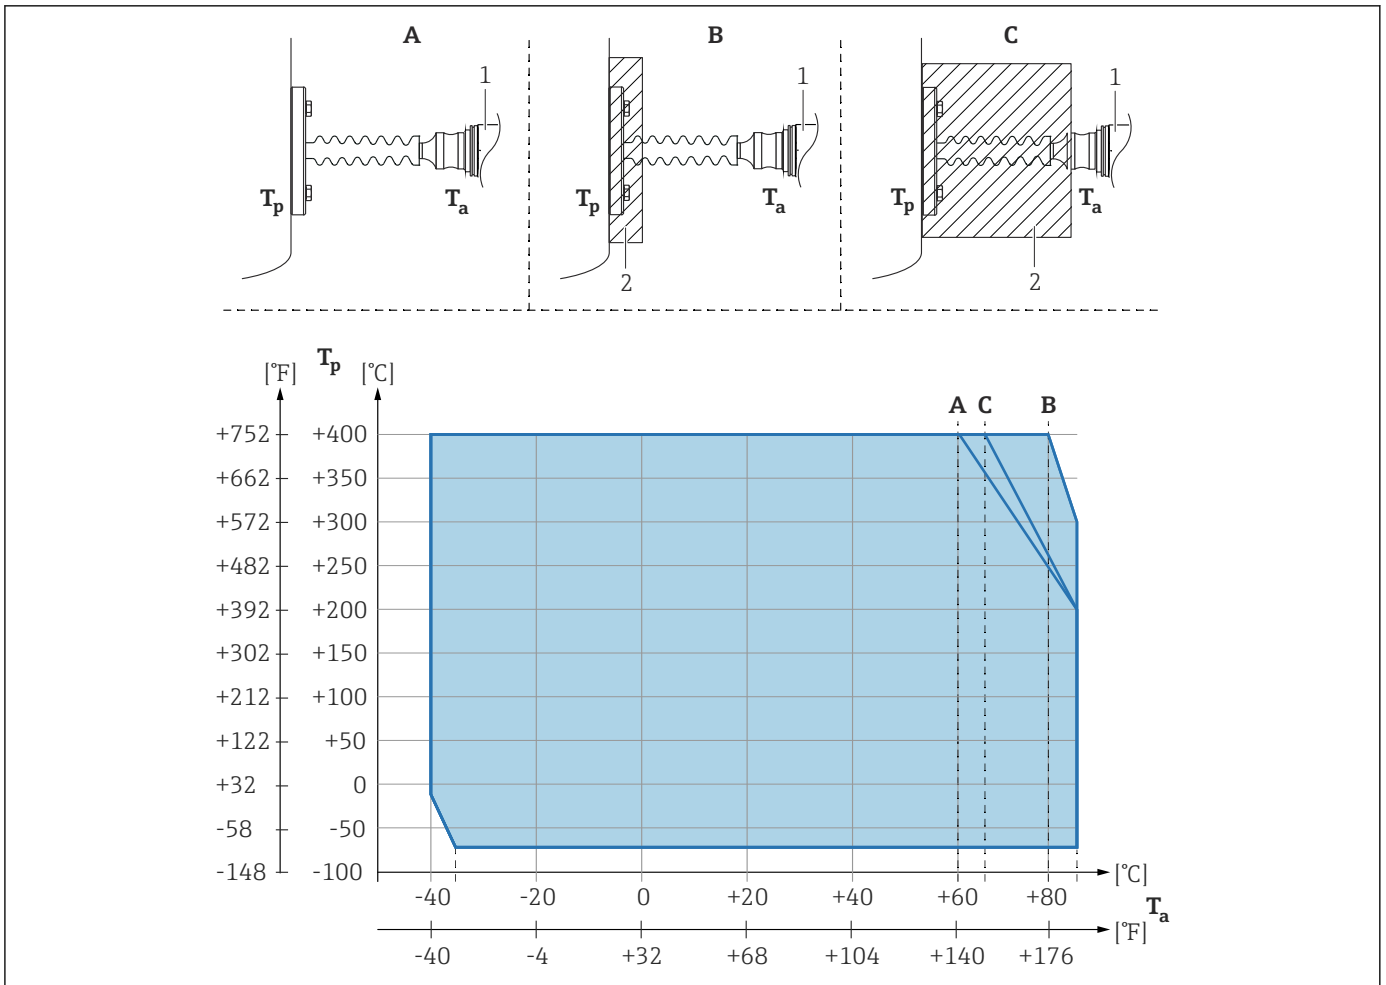 A B C
1 1 1
Tp Ta Tp Ta Tp Ta
2 2
Tp
[°F] [°C]
A C B
+752 +400
+662 +350
+572 +300
+482 +250
+392 +200
+302 +150
+212 +100
+122 +50
+32 0
-58 -50
-148 -100
[°C]
-40 -20 0 +20 +40 +60 +80
Ta
[°F]
-40 -4 +32 +68 +104 +140 +176